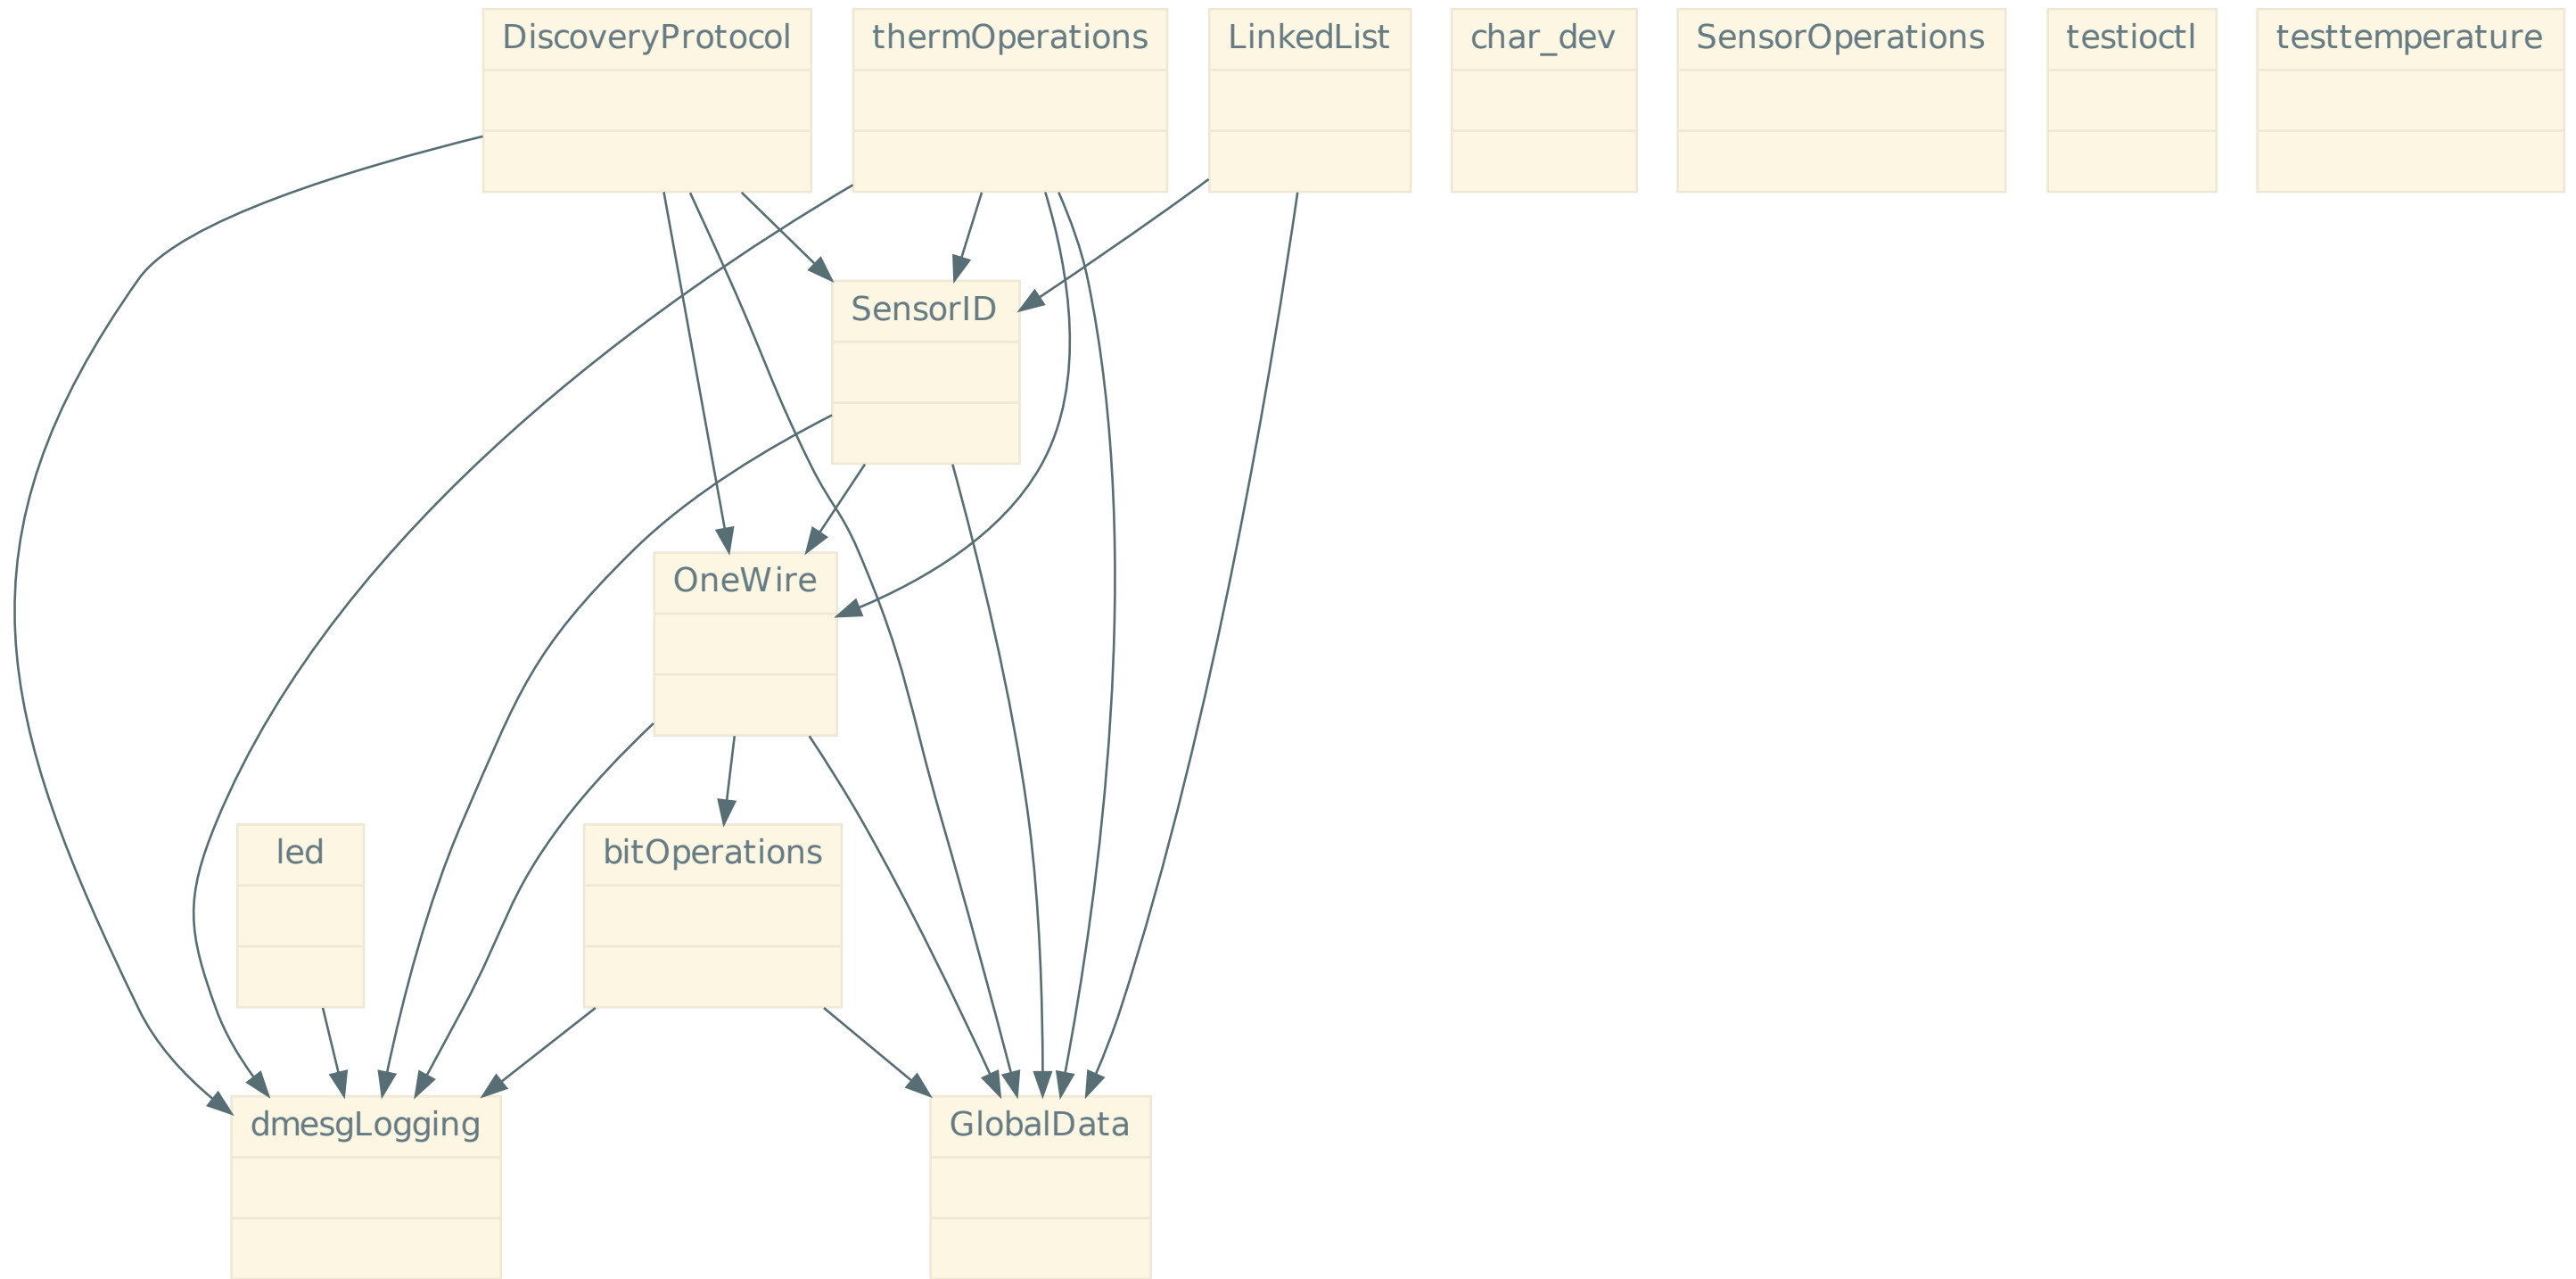 DiscoveryProtocol
thermOperations
LinkedList
char_dev
SensorOperations
testioctl
testtemperature
SensorID
OneWire
led
bitOperations
dmesgLogging
GlobalData